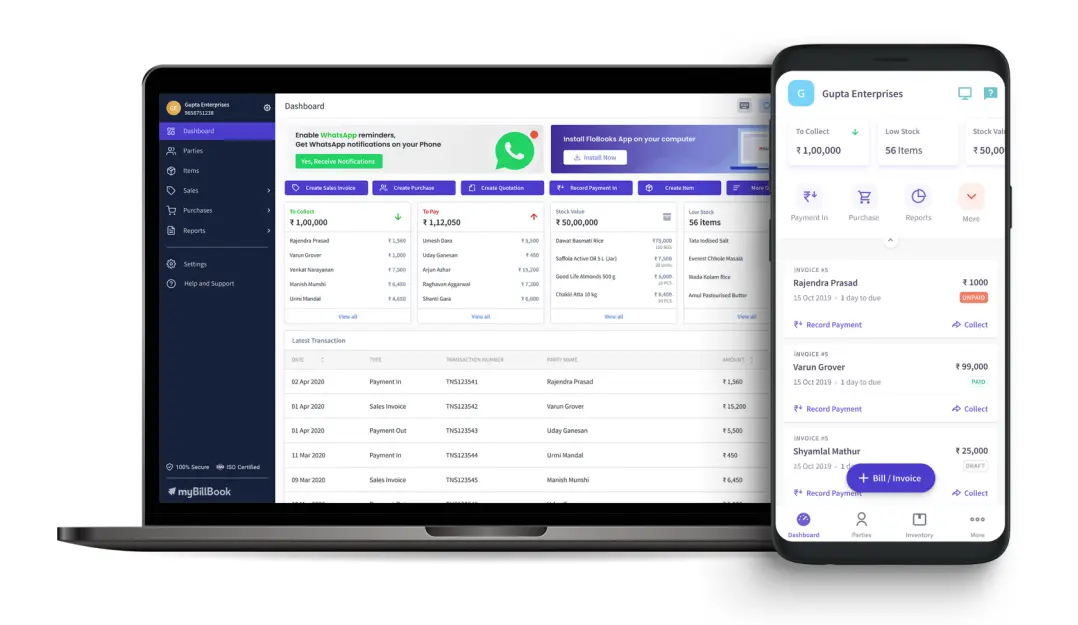 Gupta Enterprises
9658751238
Dashboard
Parties
Items
Sales
Purchases
Reports
Settings
Help and Support
100% Secure
ISO Certified
myBillBook
Dashboard
Enable WhatsApp reminders,
Get WhatsApp notifications on your Phone
Yes, Receive Notifications
Install FloBooks App on your computer
Install Now
Create Sales Invoice
Create Purchase
Create Quotation
Record Payment In
Create Item
To Collect
₹ 1,00,000
Rajendra Prasad ₹ 1,560
Varun Grover ₹ 1,000
Venkat Narayanan ₹ 7,500
Manish Munshi ₹ 6,400
Urmi Mandal
View all
To Pay
₹ 1,12,050
Umesh Dara ₹ 5,500
Uday Ganesan ₹ 450
Arjun Azhar ₹ 15,200
Raghavan Aggarwal ₹ 7,200
Shanti Gara ₹ 6,000
View all
Stock Value
₹ 50,00,000
Dawat Basmati Rice ₹75,000
Saffola Active Oil 5 L (Jar) ₹ 7,500
Good Life Almonds 500 g ₹ 5,000
10 PCS
Chakki Atta 10 kg ₹ 8,400
View all
Low Stock
56 items
Tata Iodised Salt
Everest Chhole Masala
Wada Kolam Rice
Amul Pasteurised Butter
View all
Latest Transaction
DATE TYPE TRANSACTION NUMBER PARTY NAME AMOUNT
02 Apr 2020 Payment In TNS123541 Rajendra Prasad ₹ 1,560
01 Apr 2020 Sales Invoice TNS123542 Varun Grover ₹ 15,200
01 Apr 2020 Payment Out TNS123543 Uday Ganesan ₹ 5,500
11 Mar 2020 Payment In TNS123544 Urmi Mandal ₹ 450
09 Mar 2020 Sales Invoice TNS123545 Manish Munshi ₹ 6,450
G
Gupta Enterprises
To Collect
₹ 1,00,000
Low Stock
56 Items
Stock Val
₹ 50,00
Payment In
Purchase
Reports
More
INVOICE #5
Rajendra Prasad ₹ 1000
15 Oct 2019 • 1 day to due UNPAID
Record Payment Collect
INVOICE #5
Varun Grover ₹ 99,000
15 Oct 2019 • 1 day to due PAID
Record Payment Collect
INVOICE #5
Shyamlal Mathur ₹ 25,000
15 Oct 2019 • 1 d DRAFT
+ Bill / Invoice
Record Payment Collect
Dashboard
Parties
Inventory
More